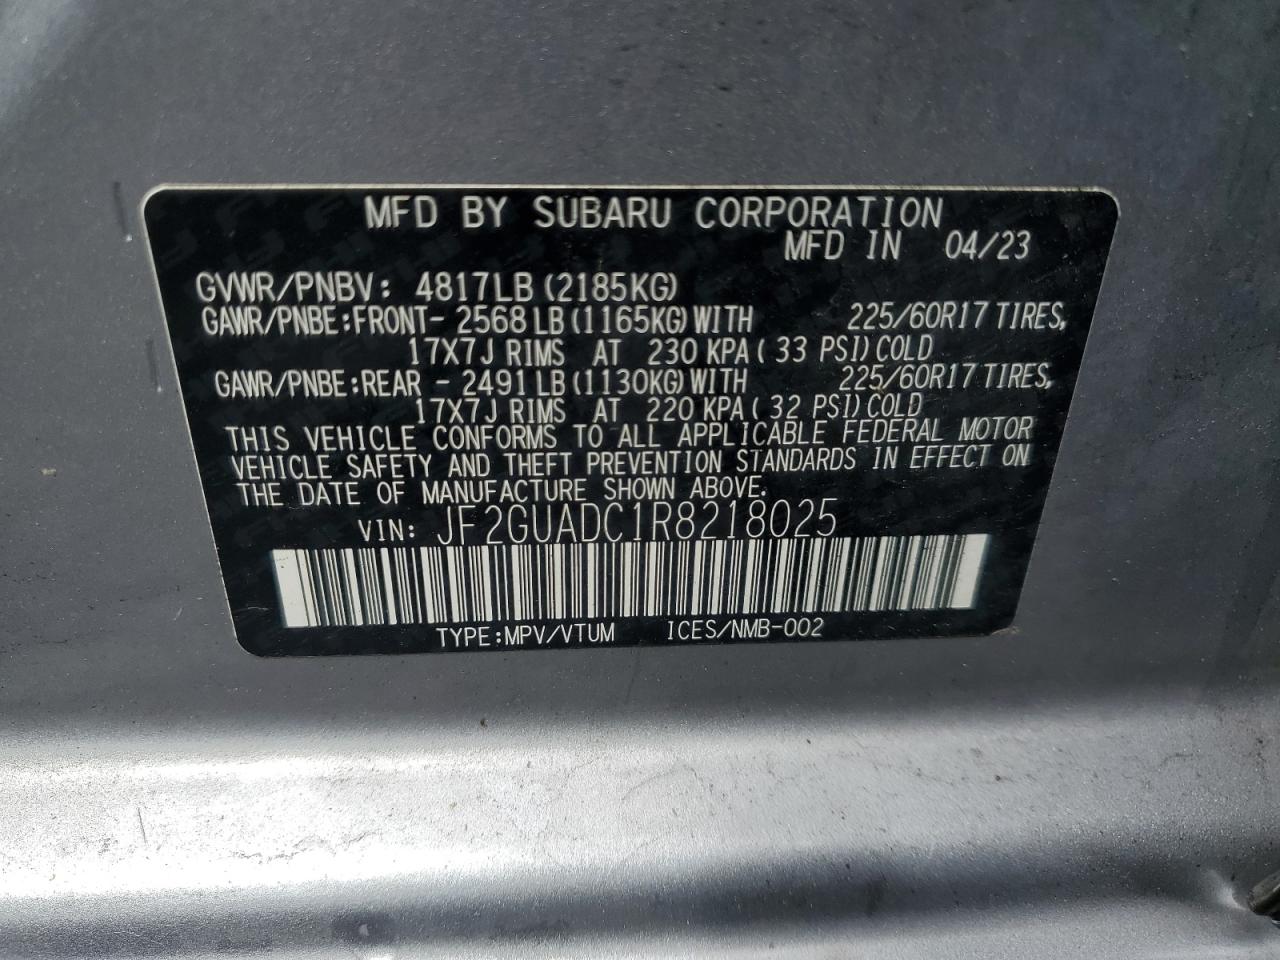 MFD BY SUBARU CORPORATION
MFD IN 04/23
GVWR/PNBV: 4817LB (2185KG)
GAWR/PNBE:FRONT- 2568LB(1165KG)WITH 225/60R17 TIRES,
17X7J RIMS AT 230 KPA( 33 PSI)COLD
GAWR/PNBE:REAR - 2491LB(1130KG)WITH 225/60R17 TIRES,
17X7J RIMS AT 220 KPA( 32 PSI)COLD
THIS VEHICLE CONFORMS TO ALL APPLICABLE FEDERAL MOTOR
VEHICLE SAFETY AND THEFT PREVENTION STANDARDS IN EFFECT ON
THE DATE OF MANUFACTURE SHOWN ABOVE.
VIN: JF2GUADC1R8218025
TYPE:MPV/VTUM ICES/NMB-002